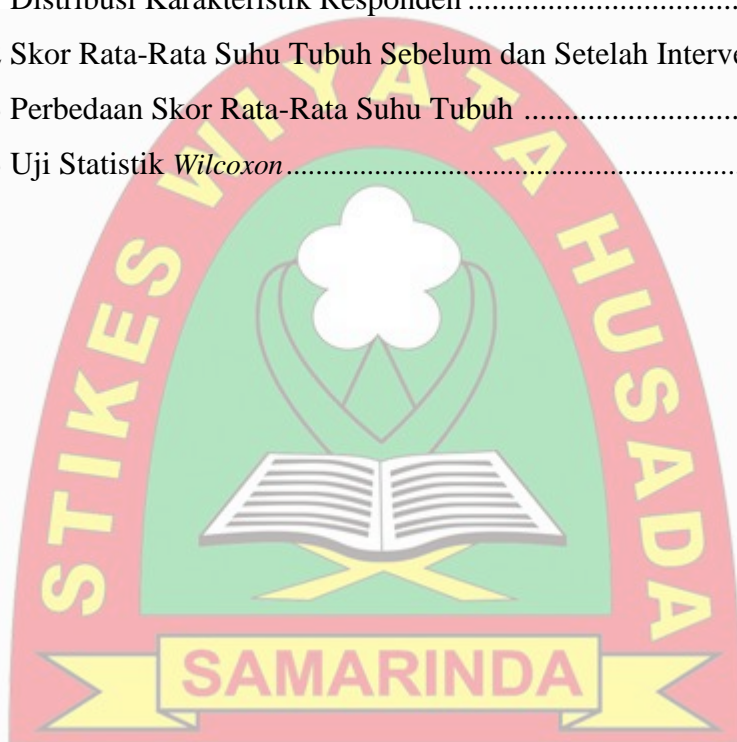 Distribusi Karakteristik Responden ....................................
Skor Rata-Rata Suhu Tubuh Sebelum dan Setelah
Perbedaan Skor Rata-Rata Suhu Tubuh ............................
Uji Statistik Wilcoxon ...........................................................
STIKES WIYATA HUSADA
SAMARINDA